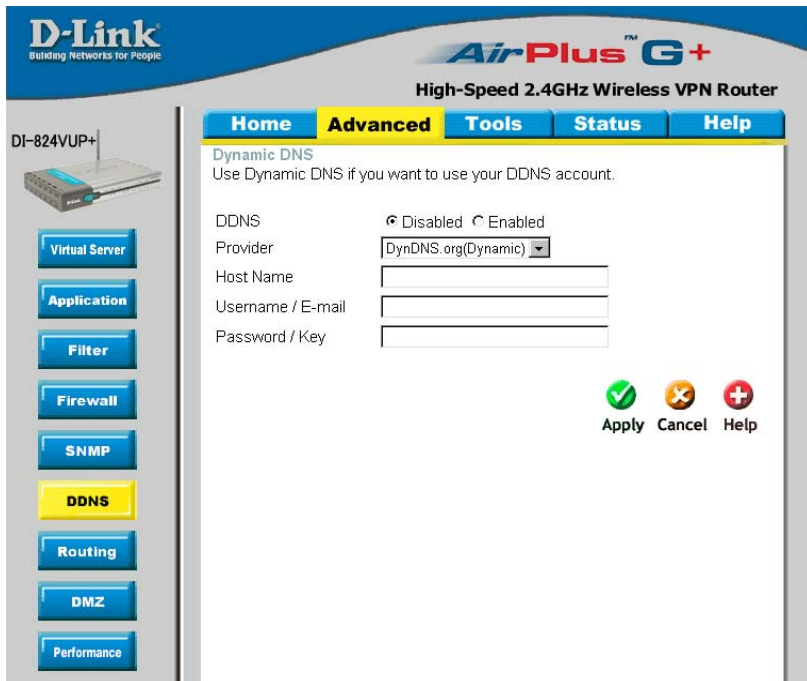 D-Link
Building Networks for People
AirPlus™ G+
High-Speed 2.4GHz Wireless VPN Router
DI-824VUP+
Home Advanced Tools Status Help
Dynamic DNS
Use Dynamic DNS if you want to use your DDNS account.
DDNS Disabled Enabled
Provider DynDNS.org(Dynamic)
Host Name
Username / E-mail
Password / Key
Apply Cancel Help
Virtual Server
Application
Filter
Firewall
SNMP
DDNS
Routing
DMZ
Performance